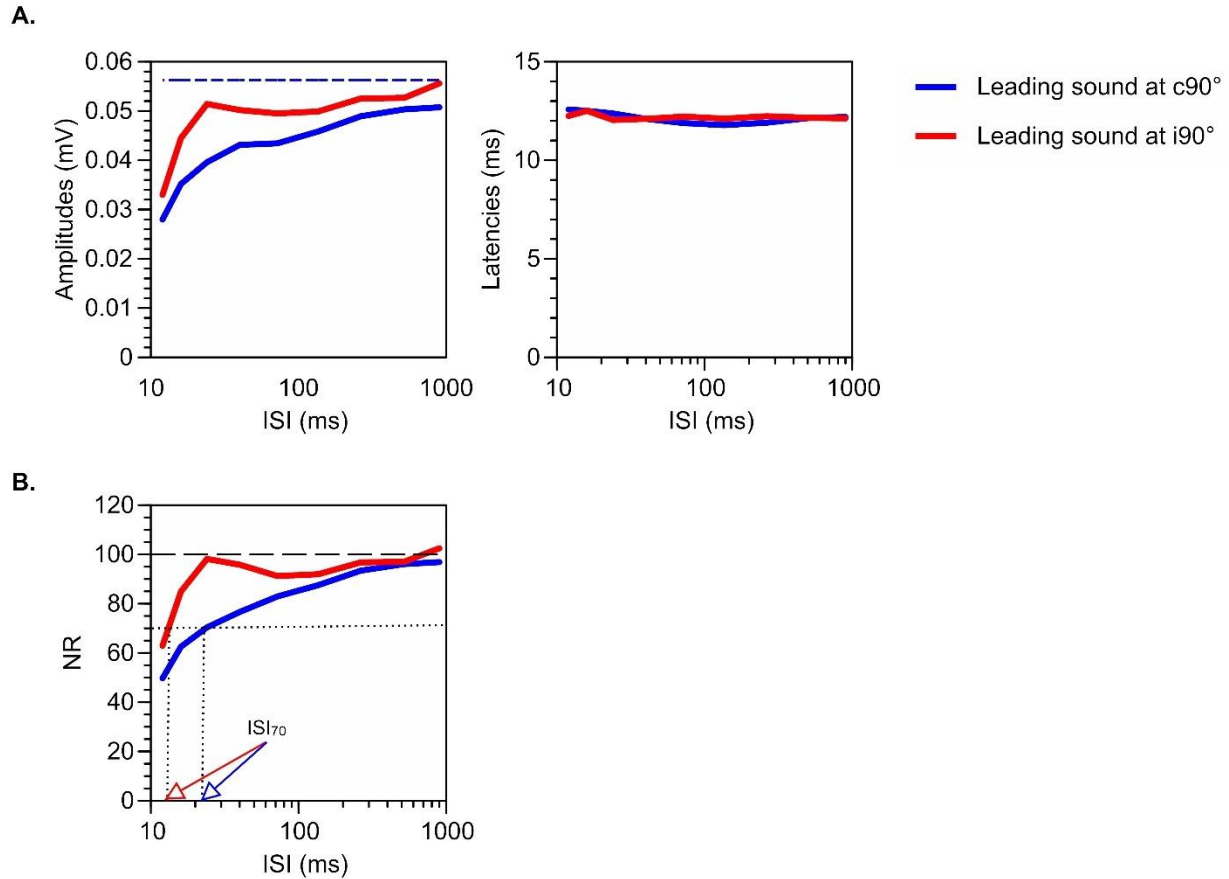 A.
Amplitudes (mV)
0.06
0.05
0.04
0.03
0.02
0.01
0
10
100
1000
ISI (ms)
Latencies (ms)
15
10
5
0
10
100
1000
ISI (ms)
Leading sound at c90°
Leading sound at i90°
B.
NR
120
100
80
60
40
20
0
ISI₇₀
10
100
1000
ISI (ms)